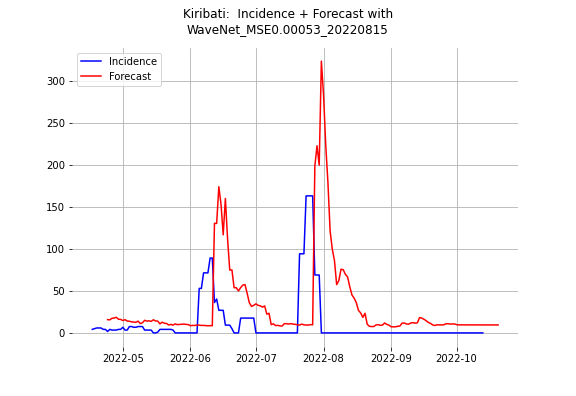 Kiribati:  Incidence + Forecast with
WaveNet_MSE0.00053_20220815
Incidence
Forecast
300
250
200
150
100
50
0
2022-05 2022-06 2022-07 2022-08 2022-09 2022-10